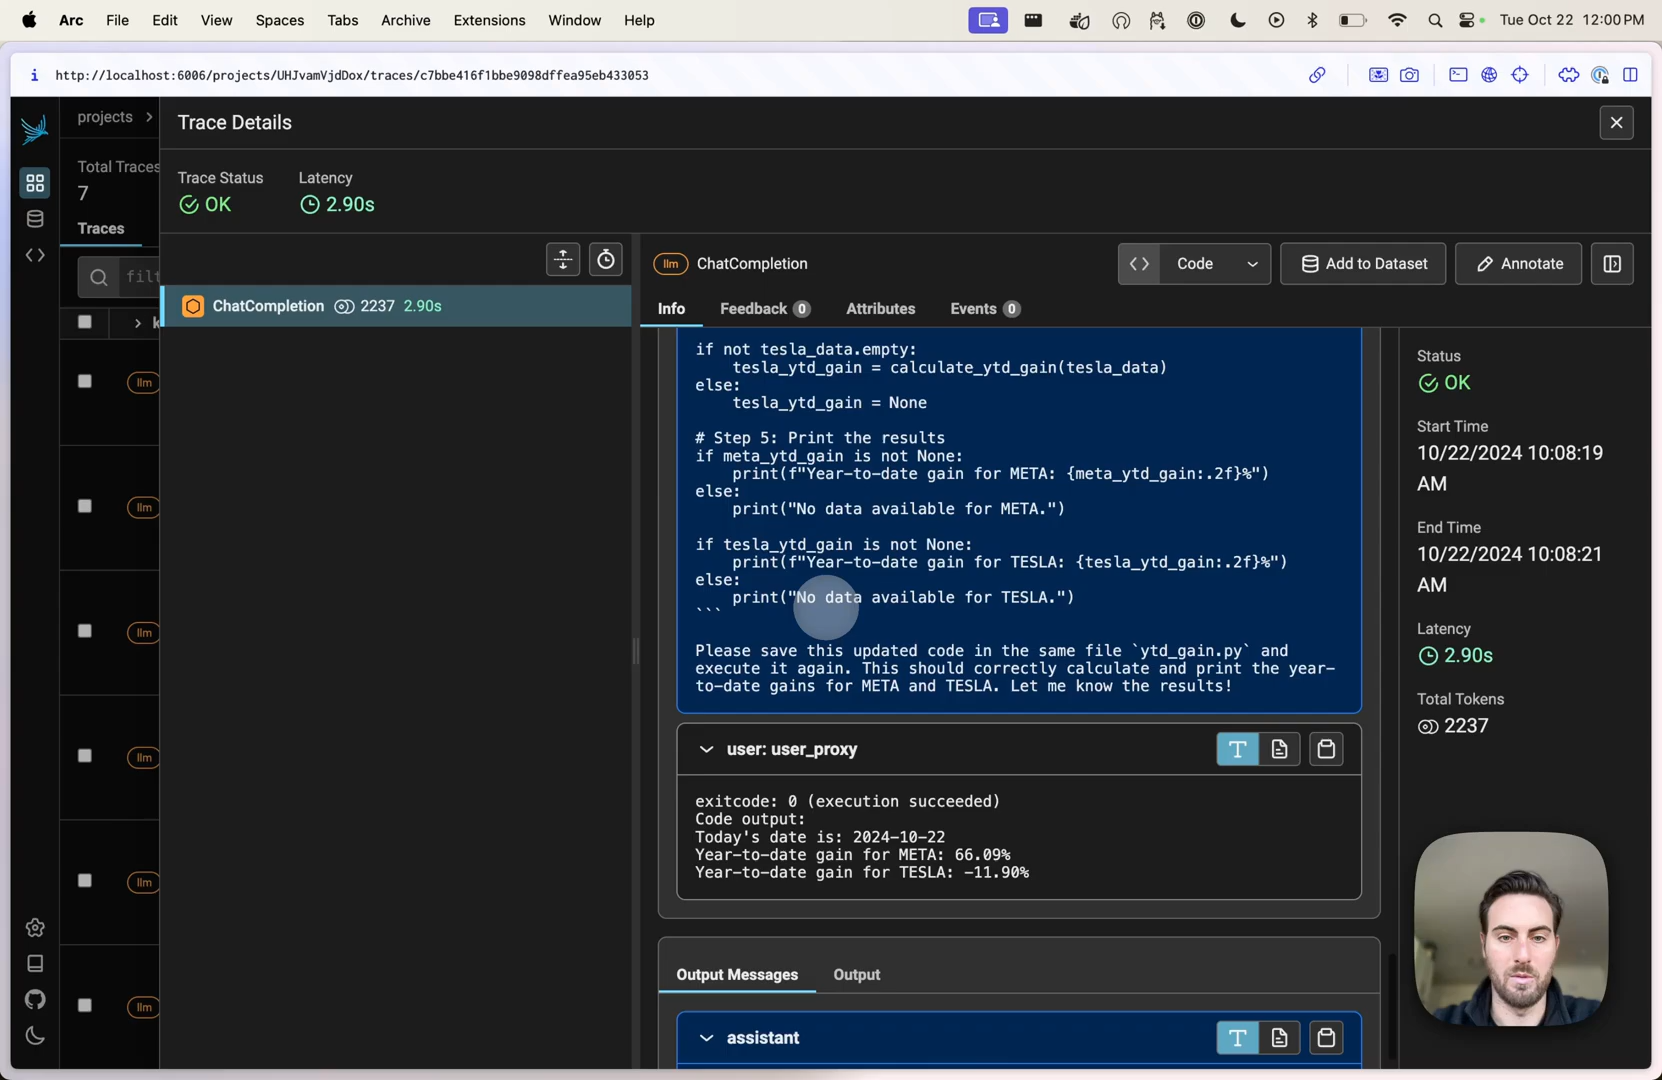 Arc File Edit View Spaces Tabs Archive Extensions Window Help Tue Oct 22 12:00 PM
http://localhost:6006/projects/UHJvamVjdDox/traces/c7bbe416f1bbe9098dffea95eb433053
projects
Total Traces
7
Traces
filt
k
llm
llm
llm
llm
llm
llm
Trace Details
Trace Status Latency
OK 2.90s
ChatCompletion 2237 2.90s
llm ChatCompletion Code Add to Dataset Annotate
Info Feedback 0 Attributes Events 0
if not tesla_data.empty:
    tesla_ytd_gain = calculate_ytd_gain(tesla_data)
else:
    tesla_ytd_gain = None
# Step 5: Print the results
if meta_ytd_gain is not None:
    print(f"Year-to-date gain for META: {meta_ytd_gain:.2f}%")
else:
    print("No data available for META.")
if tesla_ytd_gain is not None:
    print(f"Year-to-date gain for TESLA: {tesla_ytd_gain:.2f}%")
else:
    print("No data available for TESLA.")
```
Please save this updated code in the same file `ytd_gain.py` and
execute it again. This should correctly calculate and print the year-
to-date gains for META and TESLA. Let me know the results!
user: user_proxy
exitcode: 0 (execution succeeded)
Code output:
Today's date is: 2024-10-22
Year-to-date gain for META: 66.09%
Year-to-date gain for TESLA: -11.90%
Output Messages Output
assistant
Status
OK
Start Time
10/22/2024 10:08:19
AM
End Time
10/22/2024 10:08:21
AM
Latency
2.90s
Total Tokens
2237